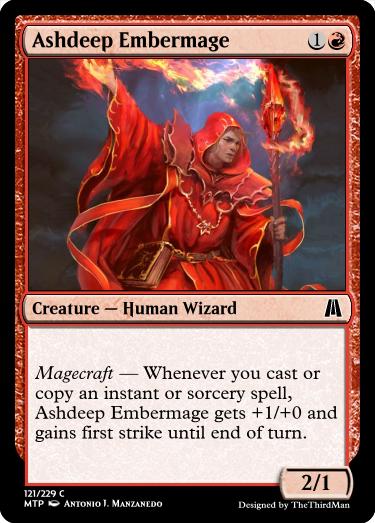 Ashdeep Embermage 1
Creature — Human Wizard
Magecraft — Whenever you cast or
copy an instant or sorcery spell,
Ashdeep Embermage gets +1/+0 and
gains first strike until end of turn.
2/1
121/229 C
MTP Antonio J. Manzanedo
Designed by TheThirdMan